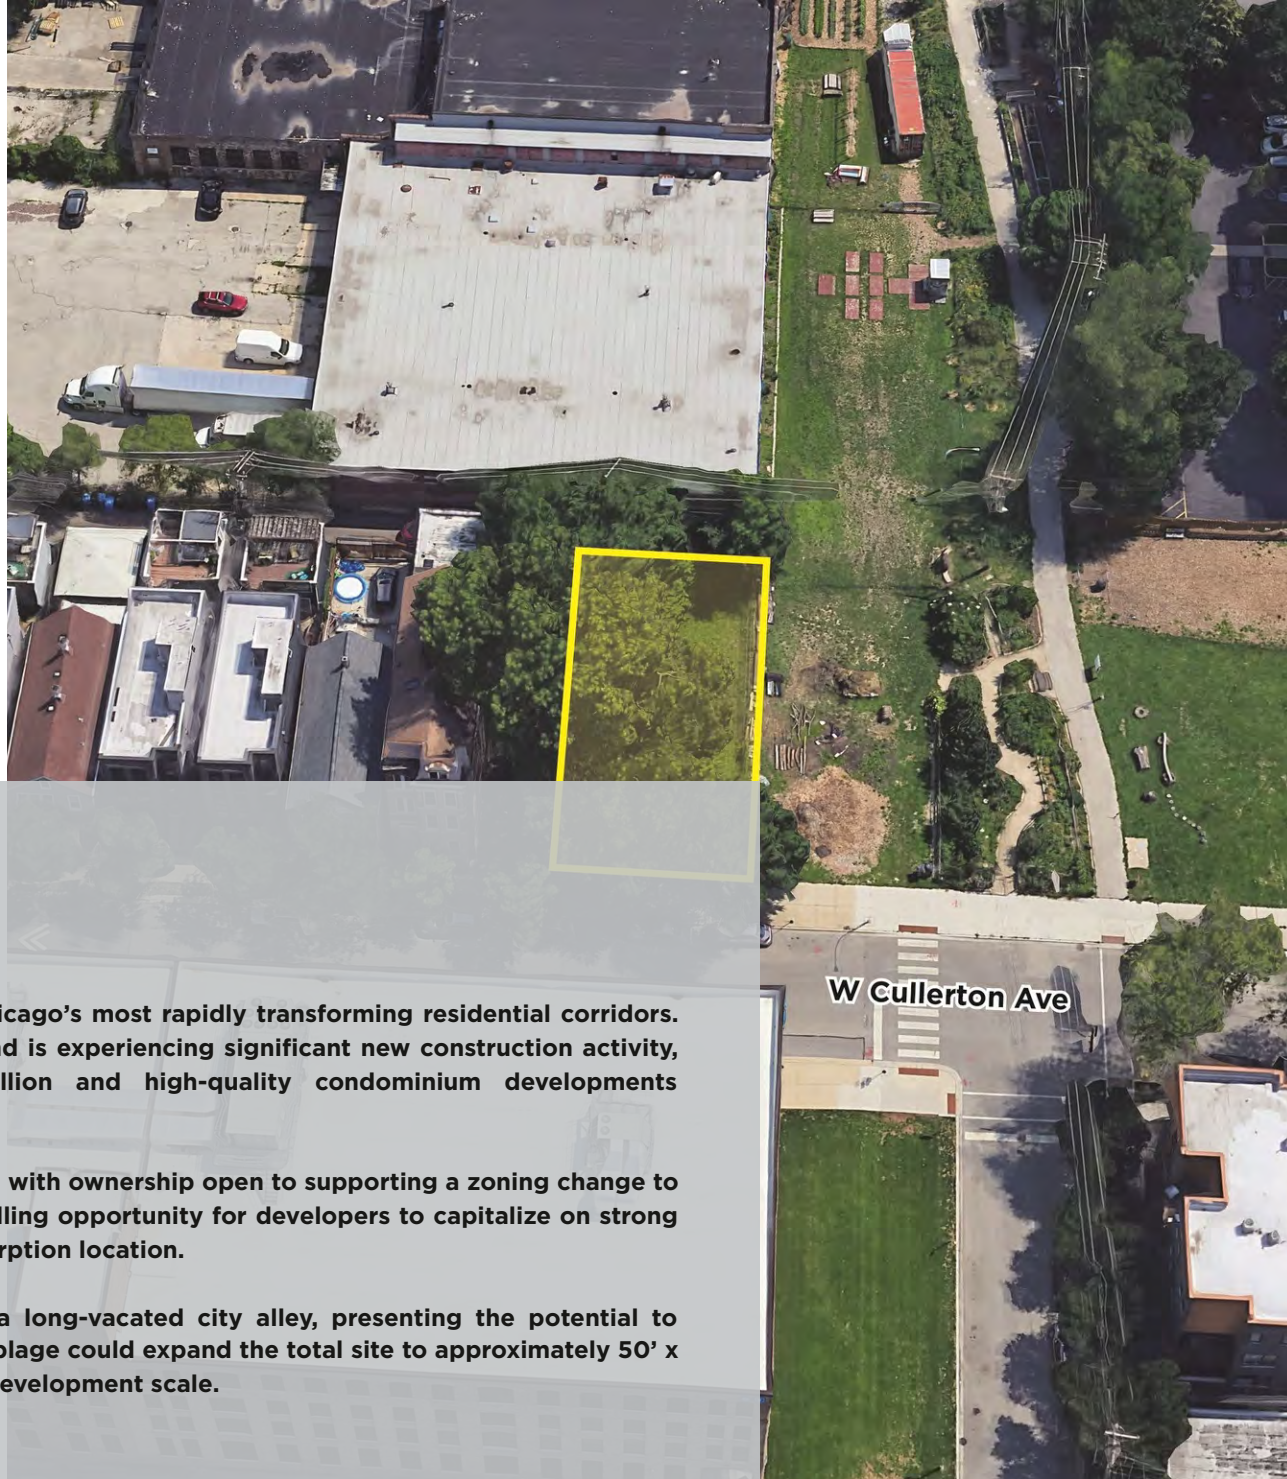 W Cullerton Ave
icago’s most rapidly transforming residential corridors.
nd is experiencing significant new construction activity,
llion and high-quality condominium developments
with ownership open to supporting a zoning change to
lling opportunity for developers to capitalize on strong
rption location.
a long-vacated city alley, presenting the potential to
blage could expand the total site to approximately 50’ x
evelopment scale.